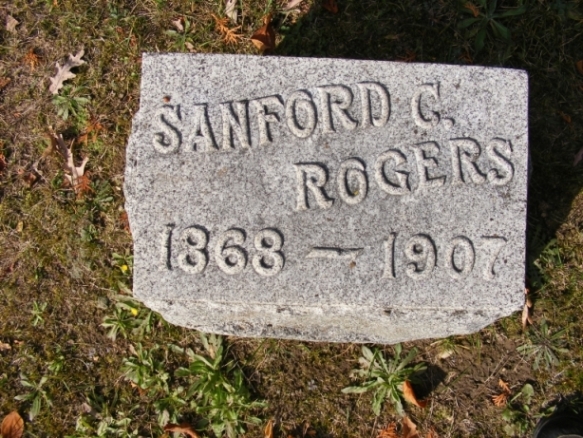 SANFORD C.
ROGERS
1868 — 1907